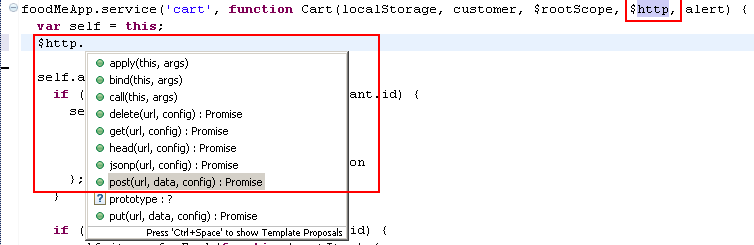 foodMeApp.service('cart', function Cart(localStorage, customer, $rootScope, $http, alert) {
var self = this;
$http.
apply(this, args)
bind(this, args)
self.a
call(this, args)
if ( ant.id) {
delete(url, config) : Promise
se
get(url, config) : Promise
head(url, config) : Promise
jsonp(url, config) : Promise
on
post(url, data, config) : Promise
};
prototype : ?
}
put(url, data, config) : Promise
if ( id) {
Press 'Ctrl+Space' to show Template Proposals